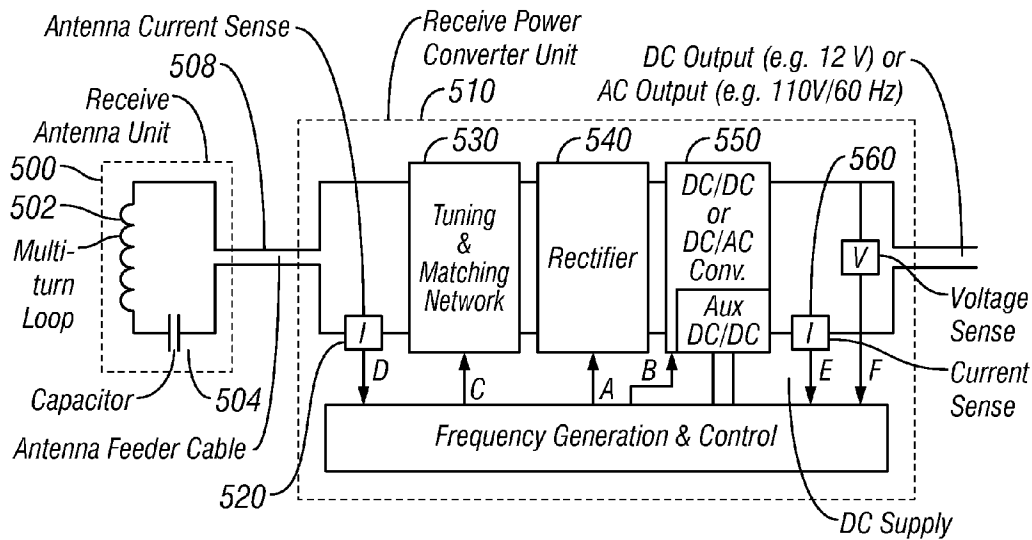 Antenna Current Sense
508
Receive
Antenna Unit
500
502
Multi-
turn
Loop
Capacitor
504
Antenna Feeder Cable
520
Receive Power
Converter Unit
510
530
540
550
560
DC Output (e.g. 12 V) or
AC Output (e.g. 110V/60 Hz)
Tuning
&
Matching
Network
Rectifier
DC/DC
or
DC/AC
Conv.
Aux
DC/DC
I
I
V
Voltage
Sense
Current
Sense
D
C
A
B
E
F
Frequency Generation & Control
DC Supply